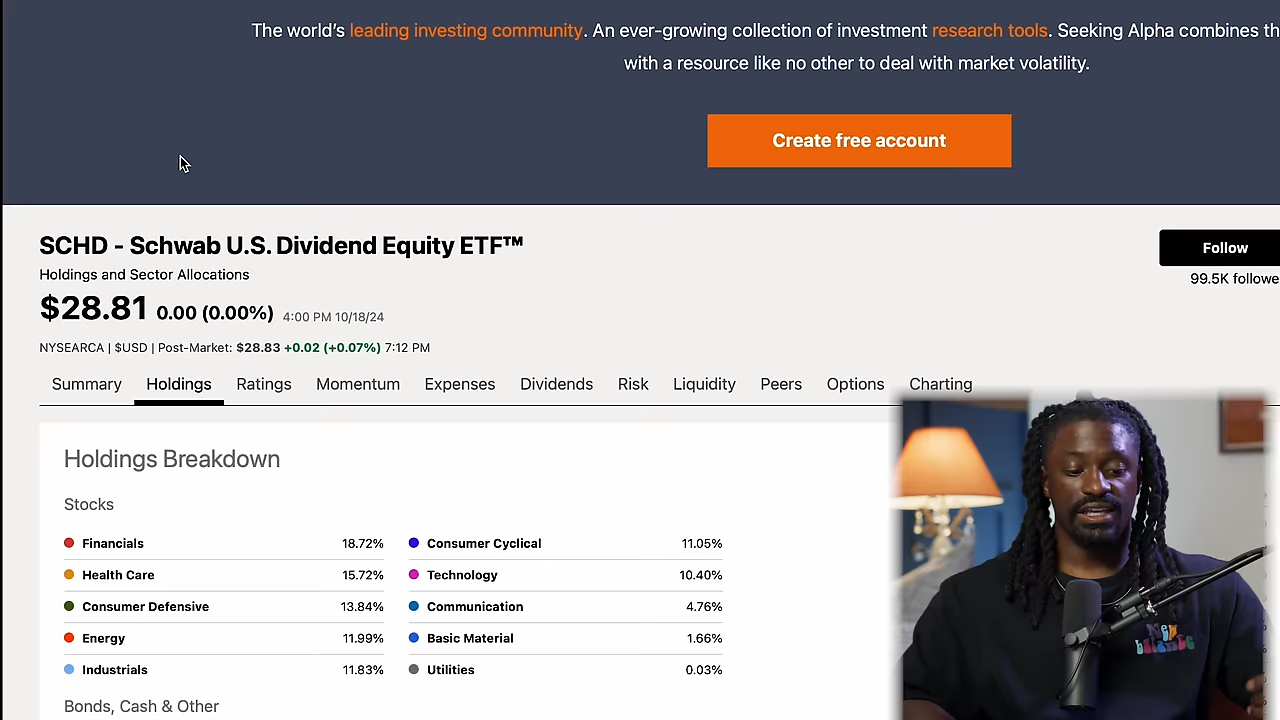 The world's leading investing community. An ever-growing collection of investment research tools. Seeking Alpha combines th
with a resource like no other to deal with market volatility.
Create free account
SCHD - Schwab U.S. Dividend Equity ETF™
Follow
Holdings and Sector Allocations
99.5K followe
$28.81 0.00 (0.00%) 4:00 PM 10/18/24
NYSEARCA | $USD | Post-Market: $28.83 +0.02 (+0.07%) 7:12 PM
Summary Holdings Ratings Momentum Expenses Dividends Risk Liquidity Peers Options Charting
Holdings Breakdown
Stocks
Financials 18.72% Consumer Cyclical 11.05%
Health Care 15.72% Technology 10.40%
Consumer Defensive 13.84% Communication 4.76%
Energy 11.99% Basic Material 1.66%
Industrials 11.83% Utilities 0.03%
Bonds, Cash & Other
New
balance